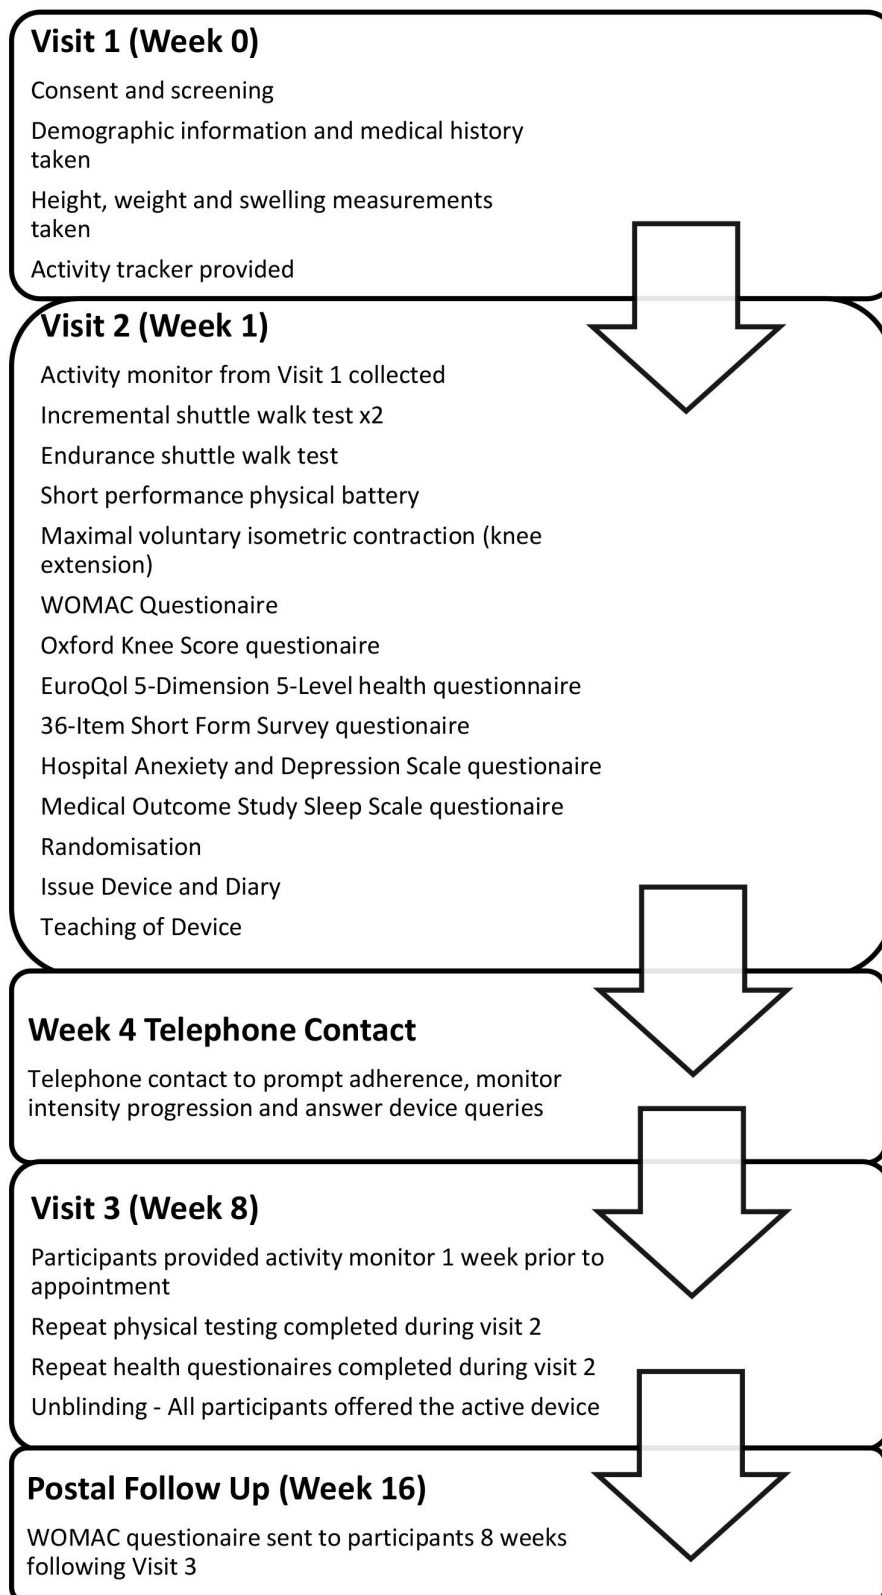 Visit 1 (Week 0)
Consent and screening
Demographic information and medical history
taken
Height, weight and swelling measurements
taken
Activity tracker provided
Visit 2 (Week 1)
Activity monitor from Visit 1 collected
Incremental shuttle walk test x2
Endurance shuttle walk test
Short performance physical battery
Maximal voluntary isometric contraction (knee
extension)
WOMAC Questionaire
Oxford Knee Score questionaire
EuroQol 5-Dimension 5-Level health questionnaire
36-Item Short Form Survey questionaire
Hospital Anexiety and Depression Scale questionaire
Medical Outcome Study Sleep Scale questionaire
Randomisation
Issue Device and Diary
Teaching of Device
Week 4 Telephone Contact
Telephone contact to prompt adherence, monitor
intensity progression and answer device queries
Visit 3 (Week 8)
Participants provided activity monitor 1 week prior to
appointment
Repeat physical testing completed during visit 2
Repeat health questionaires completed during visit 2
Unblinding - All participants offered the active device
Postal Follow Up (Week 16)
WOMAC questionaire sent to participants 8 weeks
following Visit 3